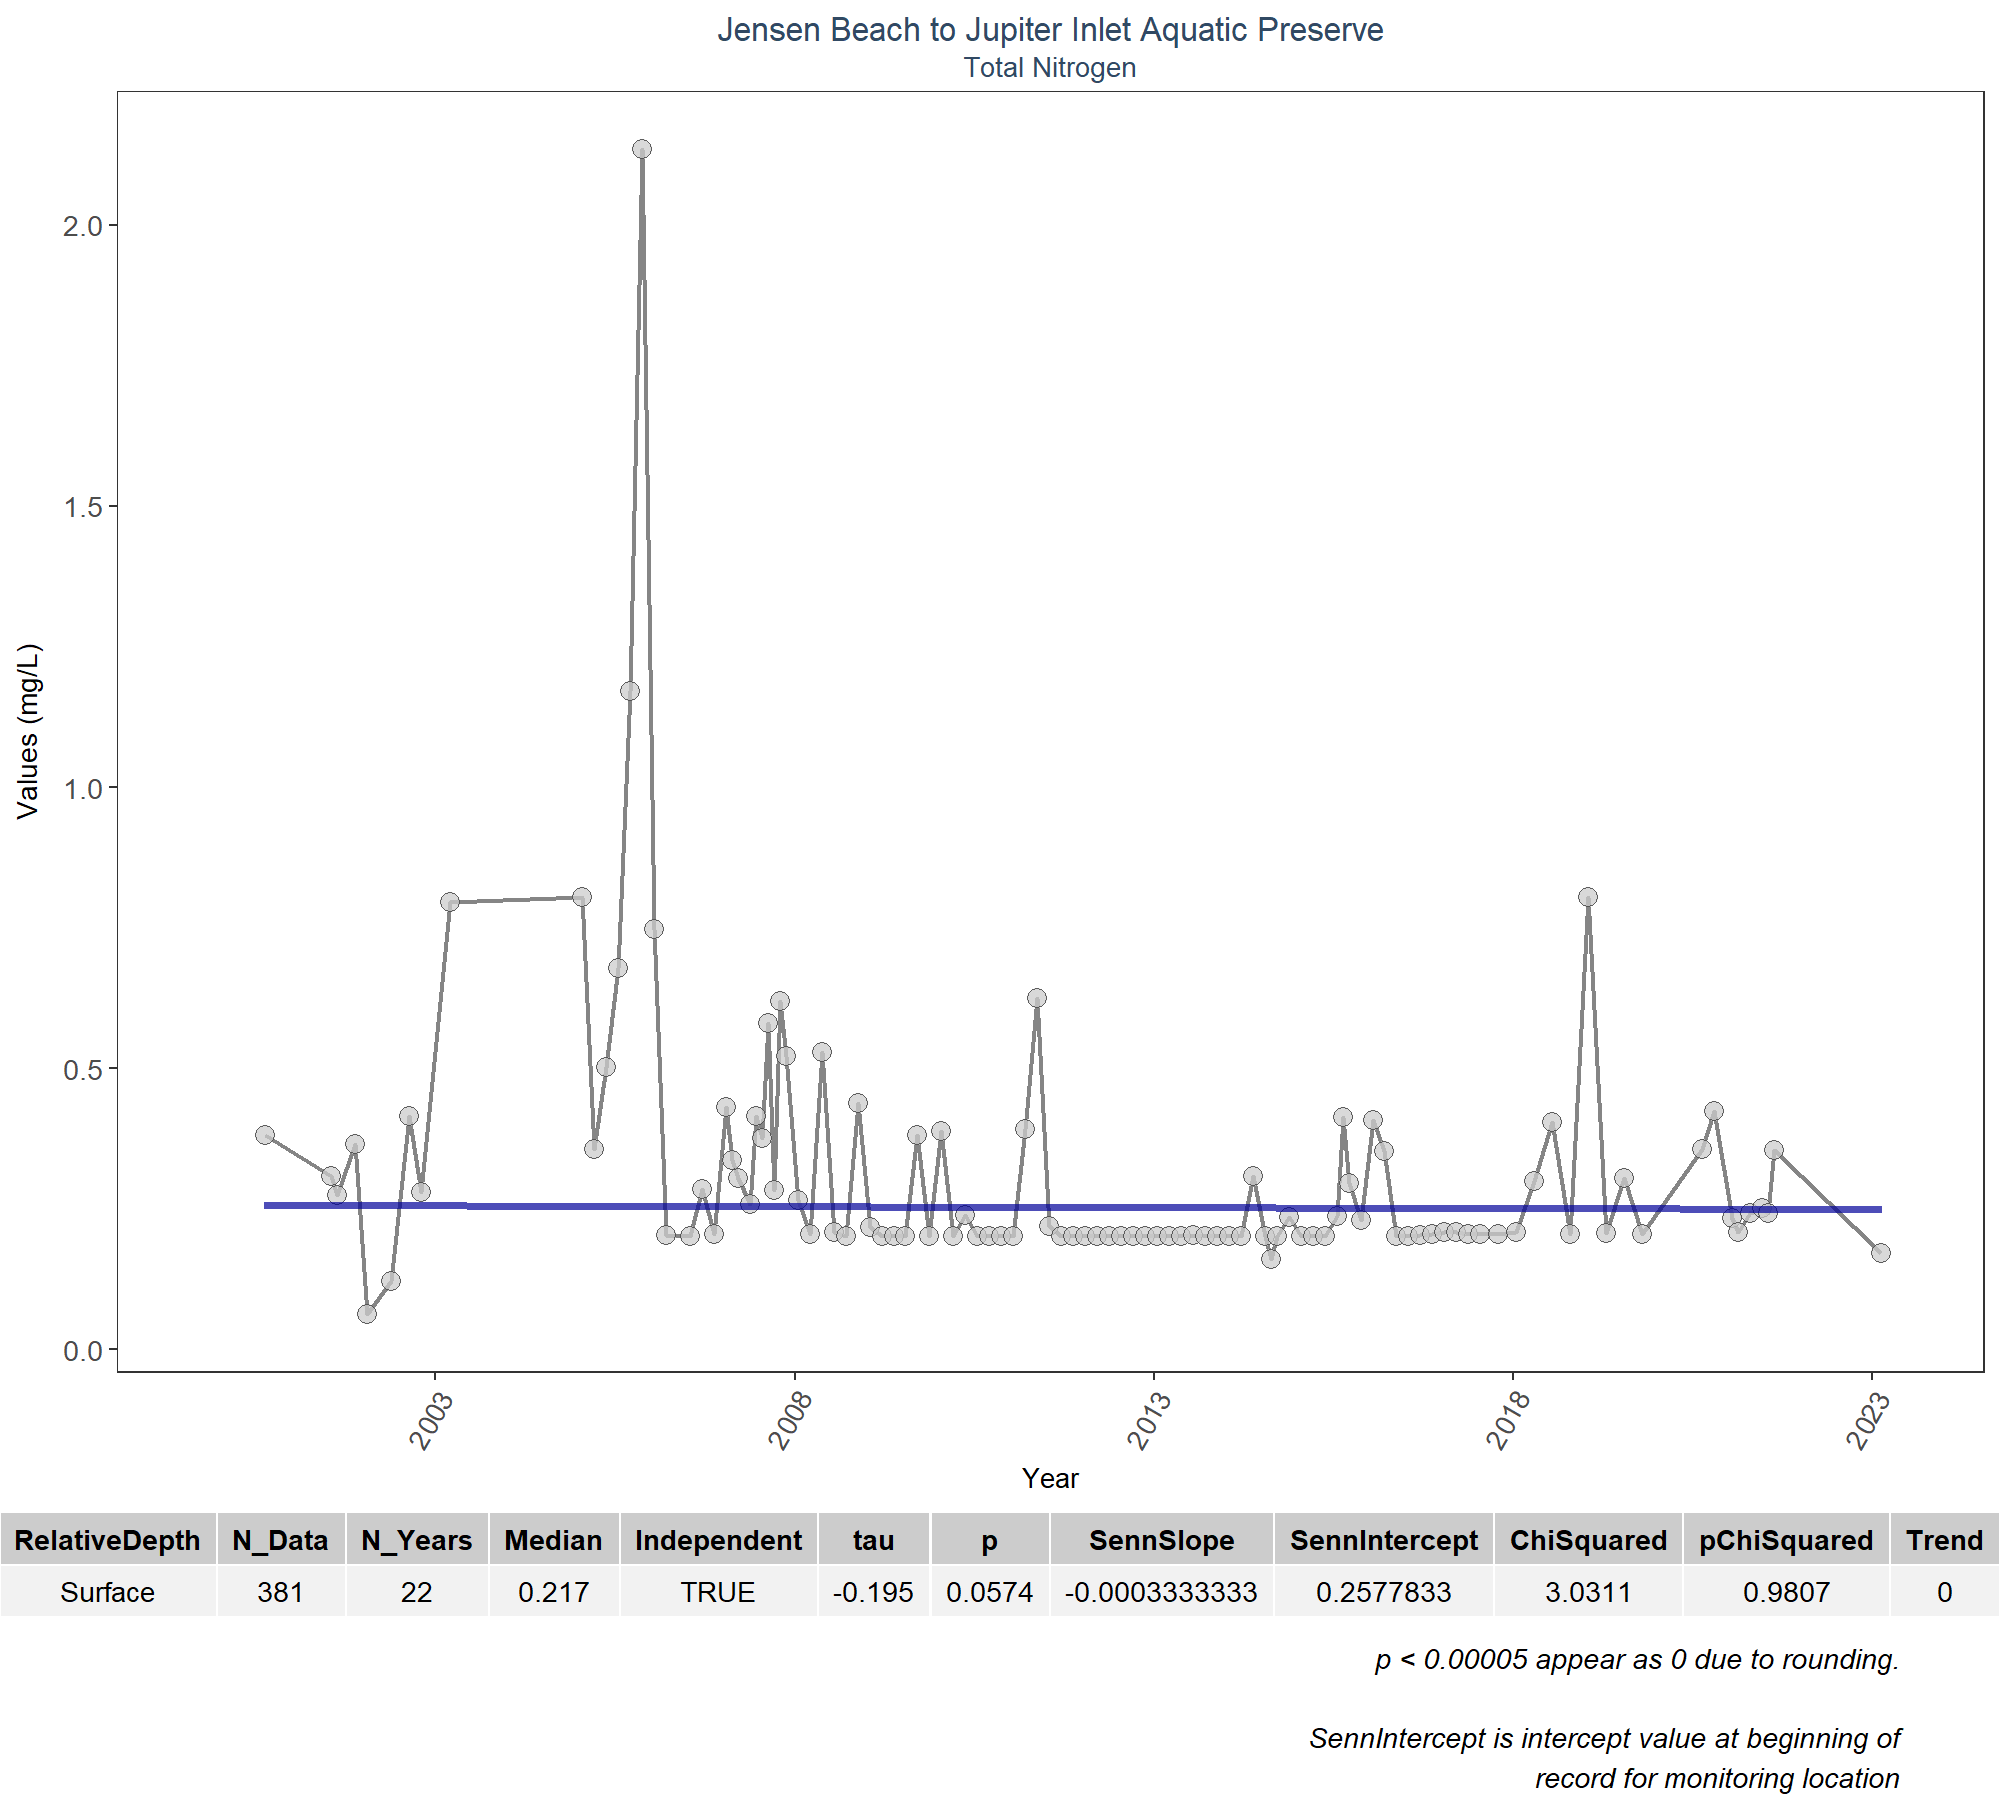 Jensen Beach to Jupiter Inlet Aquatic Preserve
Total Nitrogen
Values (mg/L)
2.0
1.5
1.0
0.5
0.0
2003 2008 2013 2018 2023
Year
RelativeDepth N_Data N_Years Median Independent tau p SennSlope SennIntercept ChiSquared pChiSquared Trend
Surface 381 22 0.217 TRUE -0.195 0.0574 -0.0003333333 0.2577833 3.0311 0.9807 0
p < 0.00005 appear as 0 due to rounding.
SennIntercept is intercept value at beginning of
record for monitoring location